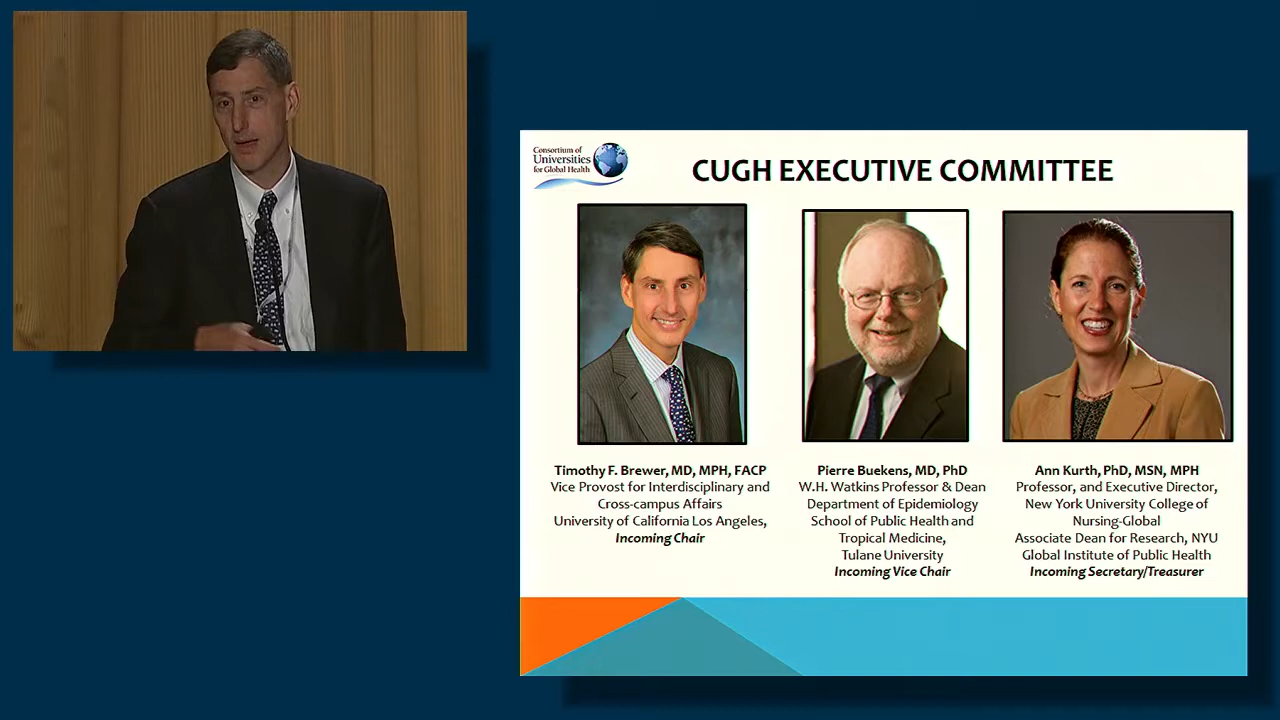 Consortium of
Universities
for Global Health
CUGH EXECUTIVE COMMITTEE
Timothy F. Brewer, MD, MPH, FACP
Vice Provost for Interdisciplinary and
Cross-campus Affairs
University of California Los Angeles,
Incoming Chair
Pierre Buekens, MD, PhD
W.H. Watkins Professor & Dean
Department of Epidemiology
School of Public Health and
Tropical Medicine,
Tulane University
Incoming Vice Chair
Ann Kurth, PhD, MSN, MPH
Professor, and Executive Director,
New York University College of
Nursing-Global
Associate Dean for Research, NYU
Global Institute of Public Health
Incoming Secretary/Treasurer